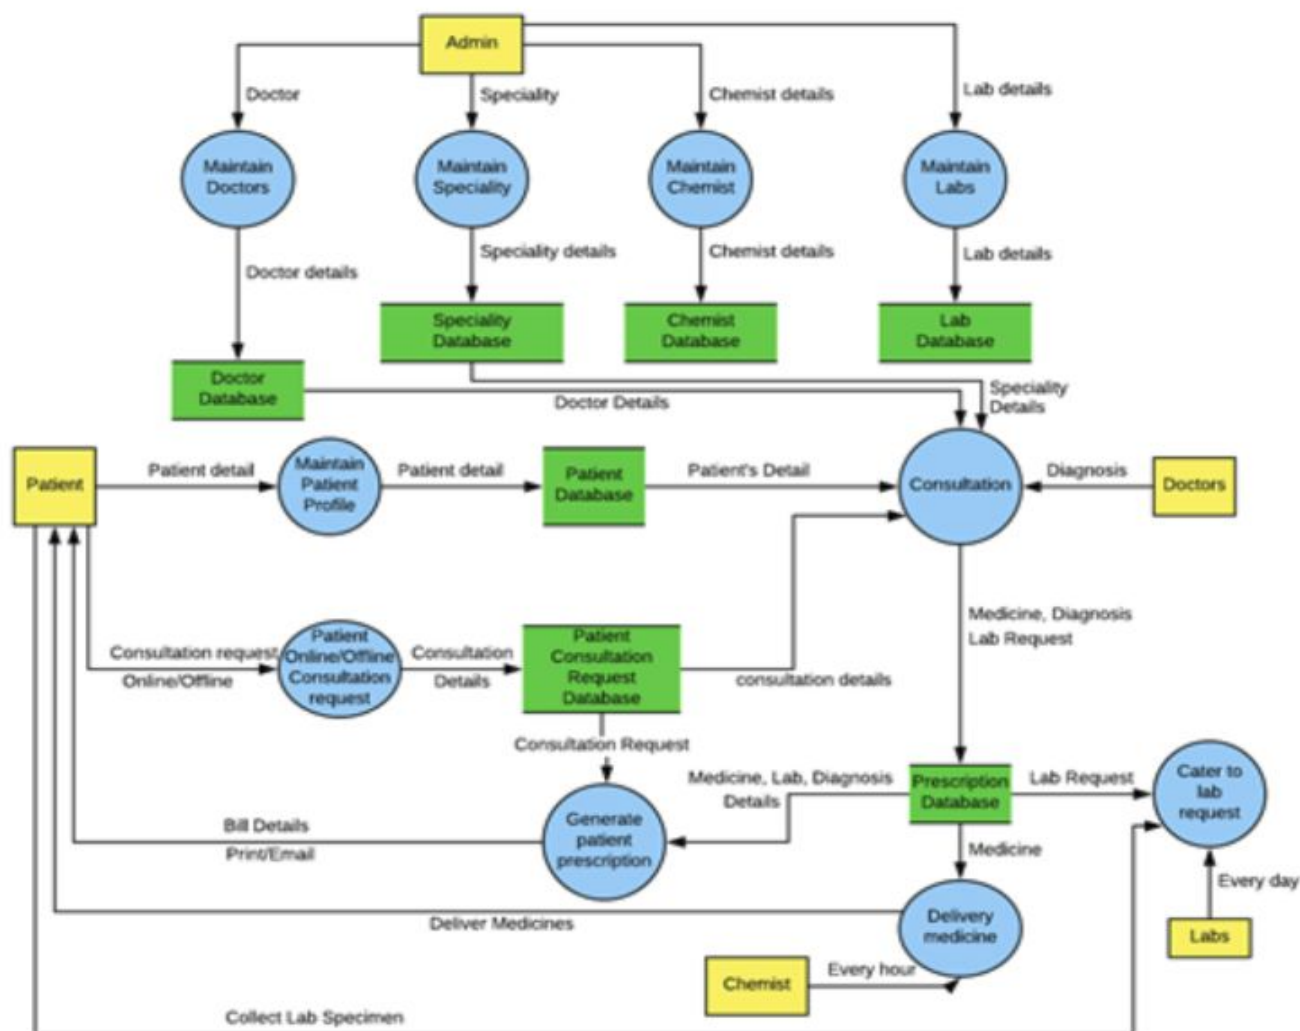 Admin
Doctor
Speciality
Chemist details
Lab details
Maintain
Doctors
Maintain
Speciality
Maintain
Chemist
Maintain
Labs
Doctor details
Speciality details
Chemist details
Lab details
Speciality
Database
Chemist
Database
Lab
Database
Doctor
Database
Doctor Details
Speciality
Details
Patient
Patient detail
Maintain
Patient
Profile
Patient detail
Patient
Database
Patient's Detail
Consultation
Diagnosis
Doctors
Medicine, Diagnosis
Lab Request
Consultation request
Online/Offline
Patient
Online/Offline
Consultation
request
Consultation
Details
Patient
Consultation
Request
Database
consultation details
Consultation Request
Medicine, Lab, Diagnosis
Details
Prescription
Database
Lab Request
Cater to
lab
request
Bill Details
Print/Email
Generate
patient
prescription
Medicine
Every day
Deliver Medicines
Delivery
medicine
Labs
Chemist
Every hour
Collect Lab Specimen